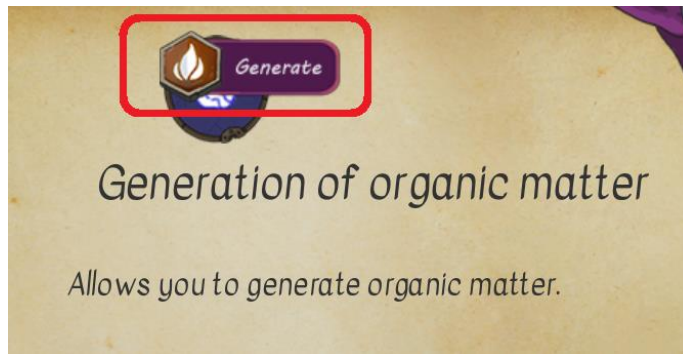 Generate
Generation of organic matter
Allows you to generate organic matter.